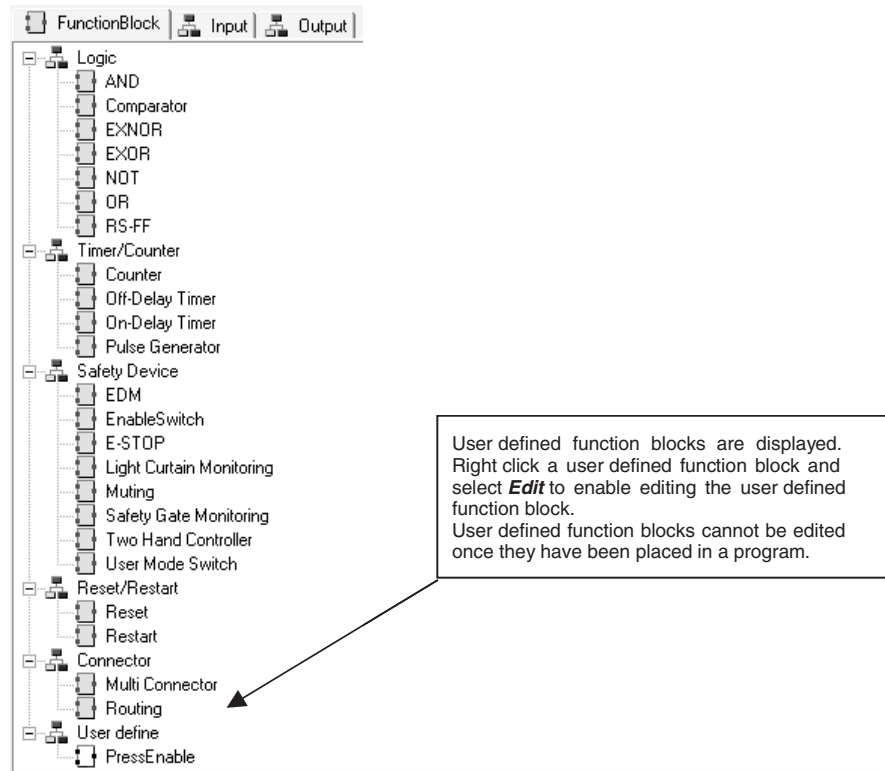 FunctionBlock Input Output
Logic
AND
Comparator
EXNOR
EXOR
NOT
OR
RS-FF
Timer/Counter
Counter
Off-Delay Timer
On-Delay Timer
Pulse Generator
Safety Device
EDM
EnableSwitch
E-STOP
Light Curtain Monitoring
Muting
Safety Gate Monitoring
Two Hand Controller
User Mode Switch
Reset/Restart
Reset
Restart
Connector
Multi Connector
Routing
User define
PressEnable
User defined function blocks are displayed.
Right click a user defined function block and
select Edit to enable editing the user defined
function block.
User defined function blocks cannot be edited
once they have been placed in a program.